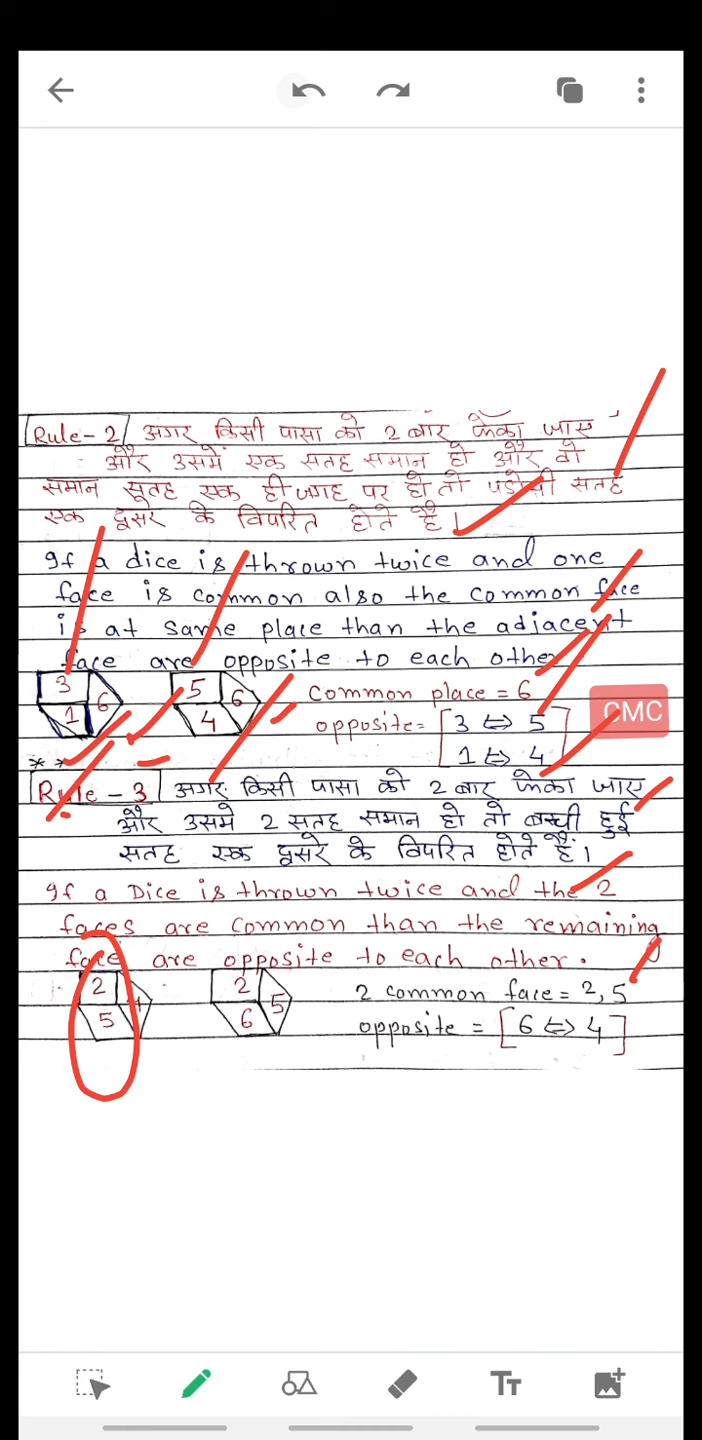 Rule-2 अगर किसी पासा को 2 बार फेका जाए
और उसमें एक सतह समान हो और वो
समान सतह एक ही जगह पर हो तो पड़ोसी सतह
एक दूसरे के विपरित होते है।
If a dice is thrown twice and one
face is common also the common face
is at same place than the adjacent
face are opposite to each other
3 6 1
5 6 4
Common place = 6
opposite = [3 ⇔ 5
1 ⇔ 4]
CMC
**
Rule-3 अगर किसी पासा को 2 बार फेका जाए
और उसमे 2 सतह समान हो तो बच्ची हुई
सतह एक दूसरे के विपरित होते हैं।
If a Dice is thrown twice and the 2
faces are common than the remaining
face are opposite to each other.
2 4 5
2 5 6
2 common face = 2, 5
opposite = [6 ⇔ 4]
TT